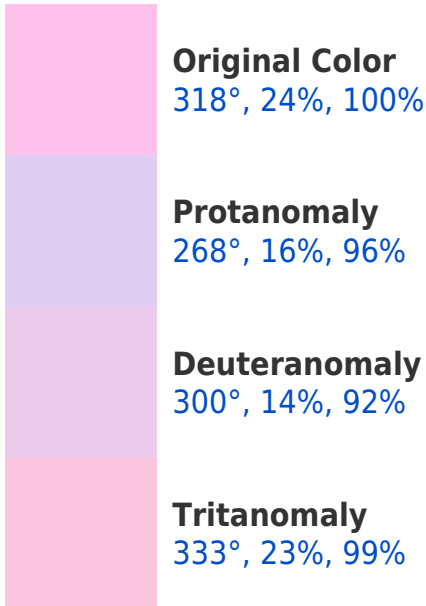 Original Color
318°, 24%, 100%
Protanomaly
268°, 16%, 96%
Deuteranomaly
300°, 14%, 92%
Tritanomaly
333°, 23%, 99%